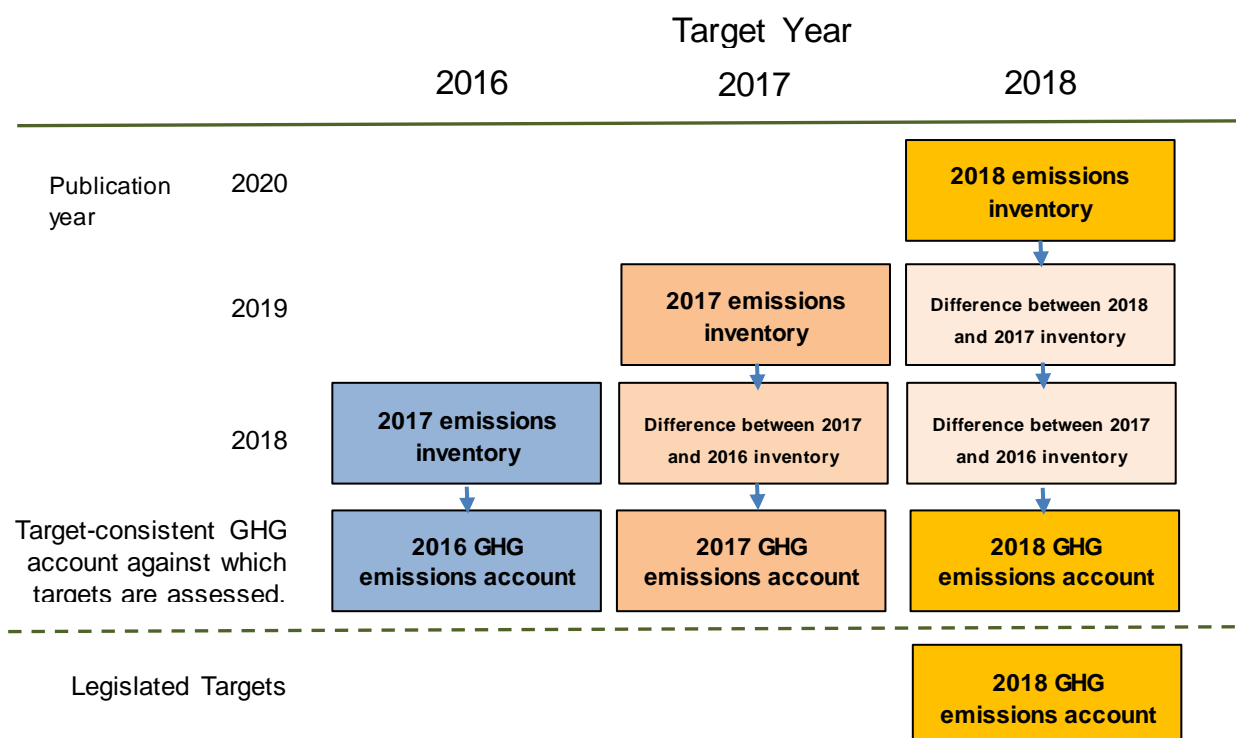 Target Year
2016 2017 2018
Publication
year
2020
2018 emissions
inventory
2019
2017 emissions
inventory
Difference between 2018
and 2017 inventory
2018
2017 emissions
inventory
Difference between 2017
and 2016 inventory
Difference between 2017
and 2016 inventory
Target-consistent GHG
account against which
targets are assessed.
2016 GHG
emissions account
2017 GHG
emissions account
2018 GHG
emissions account
Legislated Targets
2018 GHG
emissions account